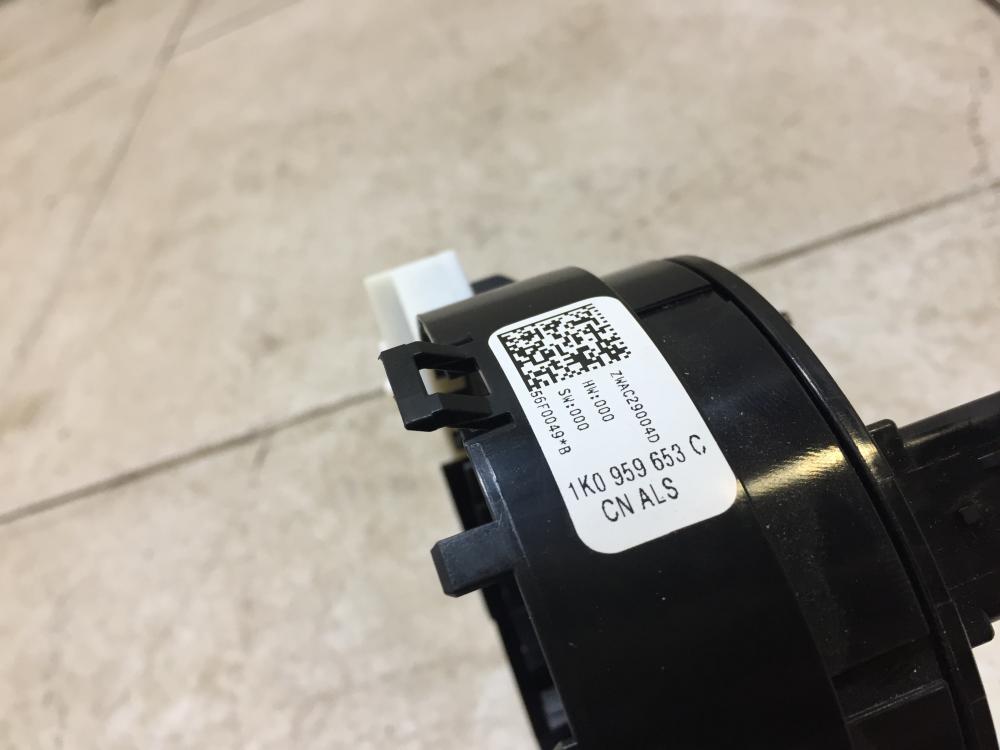 ZWAC29004D
HW:000
SW:000
56F0049*B
1K0 959 653 C
CN ALS